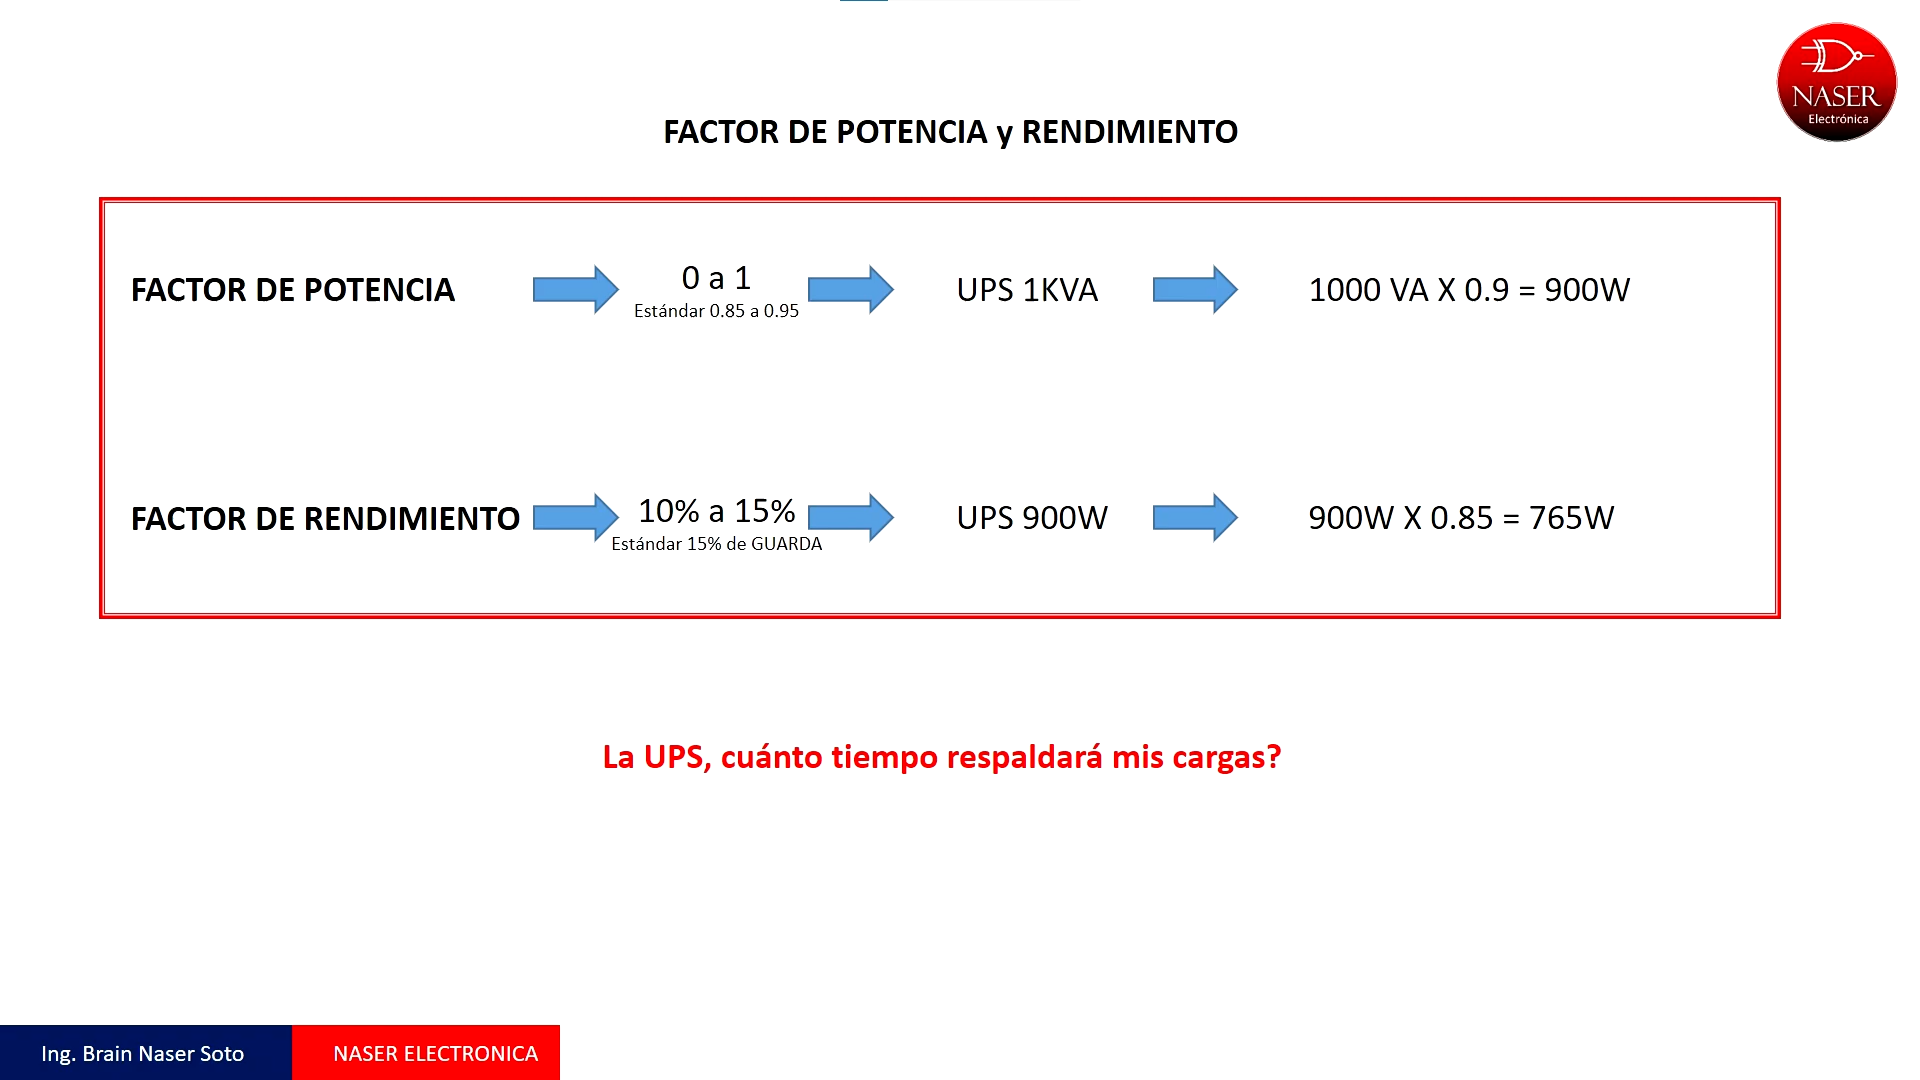 NASER
Electrónica
FACTOR DE POTENCIA y RENDIMIENTO
FACTOR DE POTENCIA
0 a 1
Estándar 0.85 a 0.95
UPS 1KVA
1000 VA X 0.9 = 900W
FACTOR DE RENDIMIENTO
10% a 15%
Estándar 15% de GUARDA
UPS 900W
900W X 0.85 = 765W
La UPS, cuánto tiempo respaldará mis cargas?
Ing. Brain Naser Soto
NASER ELECTRONICA